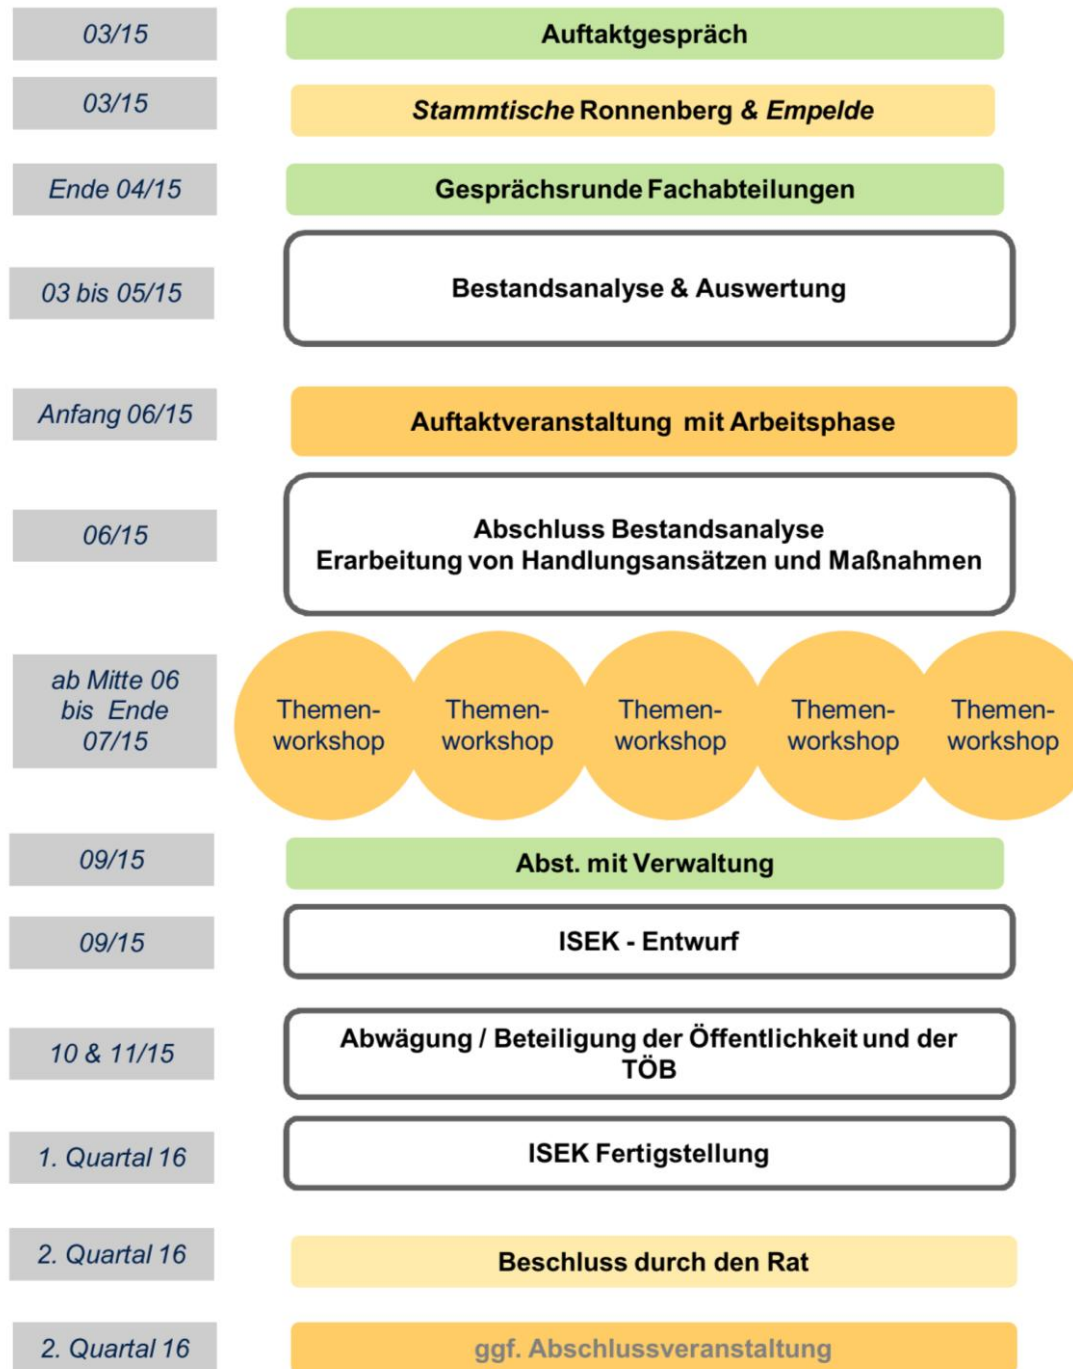 03/15
Auftaktgespräch
03/15
Stammtische Ronnenberg & Empelde
Ende 04/15
Gesprächsrunde Fachabteilungen
03 bis 05/15
Bestandsanalyse & Auswertung
Anfang 06/15
Auftaktveranstaltung mit Arbeitsphase
06/15
Abschluss Bestandsanalyse
Erarbeitung von Handlungsansätzen und Maßnahmen
ab Mitte 06
bis Ende
07/15
Themen-
workshop
Themen-
workshop
Themen-
workshop
Themen-
workshop
Themen-
workshop
09/15
Abst. mit Verwaltung
09/15
ISEK - Entwurf
10 & 11/15
Abwägung / Beteiligung der Öffentlichkeit und der
TÖB
1. Quartal 16
ISEK Fertigstellung
2. Quartal 16
Beschluss durch den Rat
2. Quartal 16
ggf. Abschlussveranstaltung